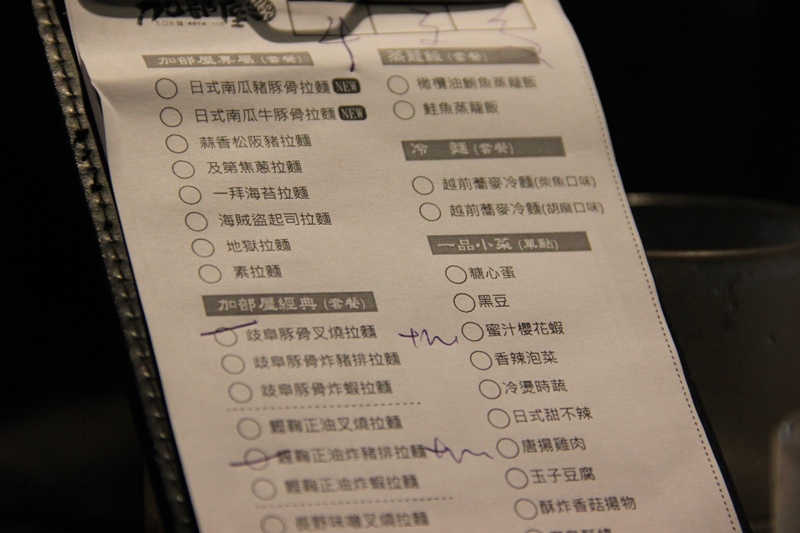 加部屋
加部屋專屬(套餐)
日式南瓜豬豚骨拉麵 NEW
日式南瓜牛豚骨拉麵 NEW
蒜香松阪豬拉麵
及第焦蔥拉麵
一拜海苔拉麵
海賊盜起司拉麵
地獄拉麵
素拉麵
加部屋經典(套餐)
歧阜豚骨叉燒拉麵
歧阜豚骨炸豬排拉麵
歧阜豚骨炸蝦拉麵
鰹鞠正油叉燒拉麵
鰹鞠正油炸豬排拉麵
鰹鞠正油炸蝦拉麵
長野味噌叉燒拉麵
蒸籠飯(套餐)
橄欖油鯛魚蒸籠飯
鮭魚蒸籠飯
冷麵(套餐)
越前蕎麥冷麵(柴魚口味)
越前蕎麥冷麵(胡麻口味)
一品小菜(單點)
糖心蛋
黑豆
蜜汁櫻花蝦
香辣泡菜
冷燙時蔬
日式甜不辣
唐揚雞肉
玉子豆腐
酥炸香菇揚物